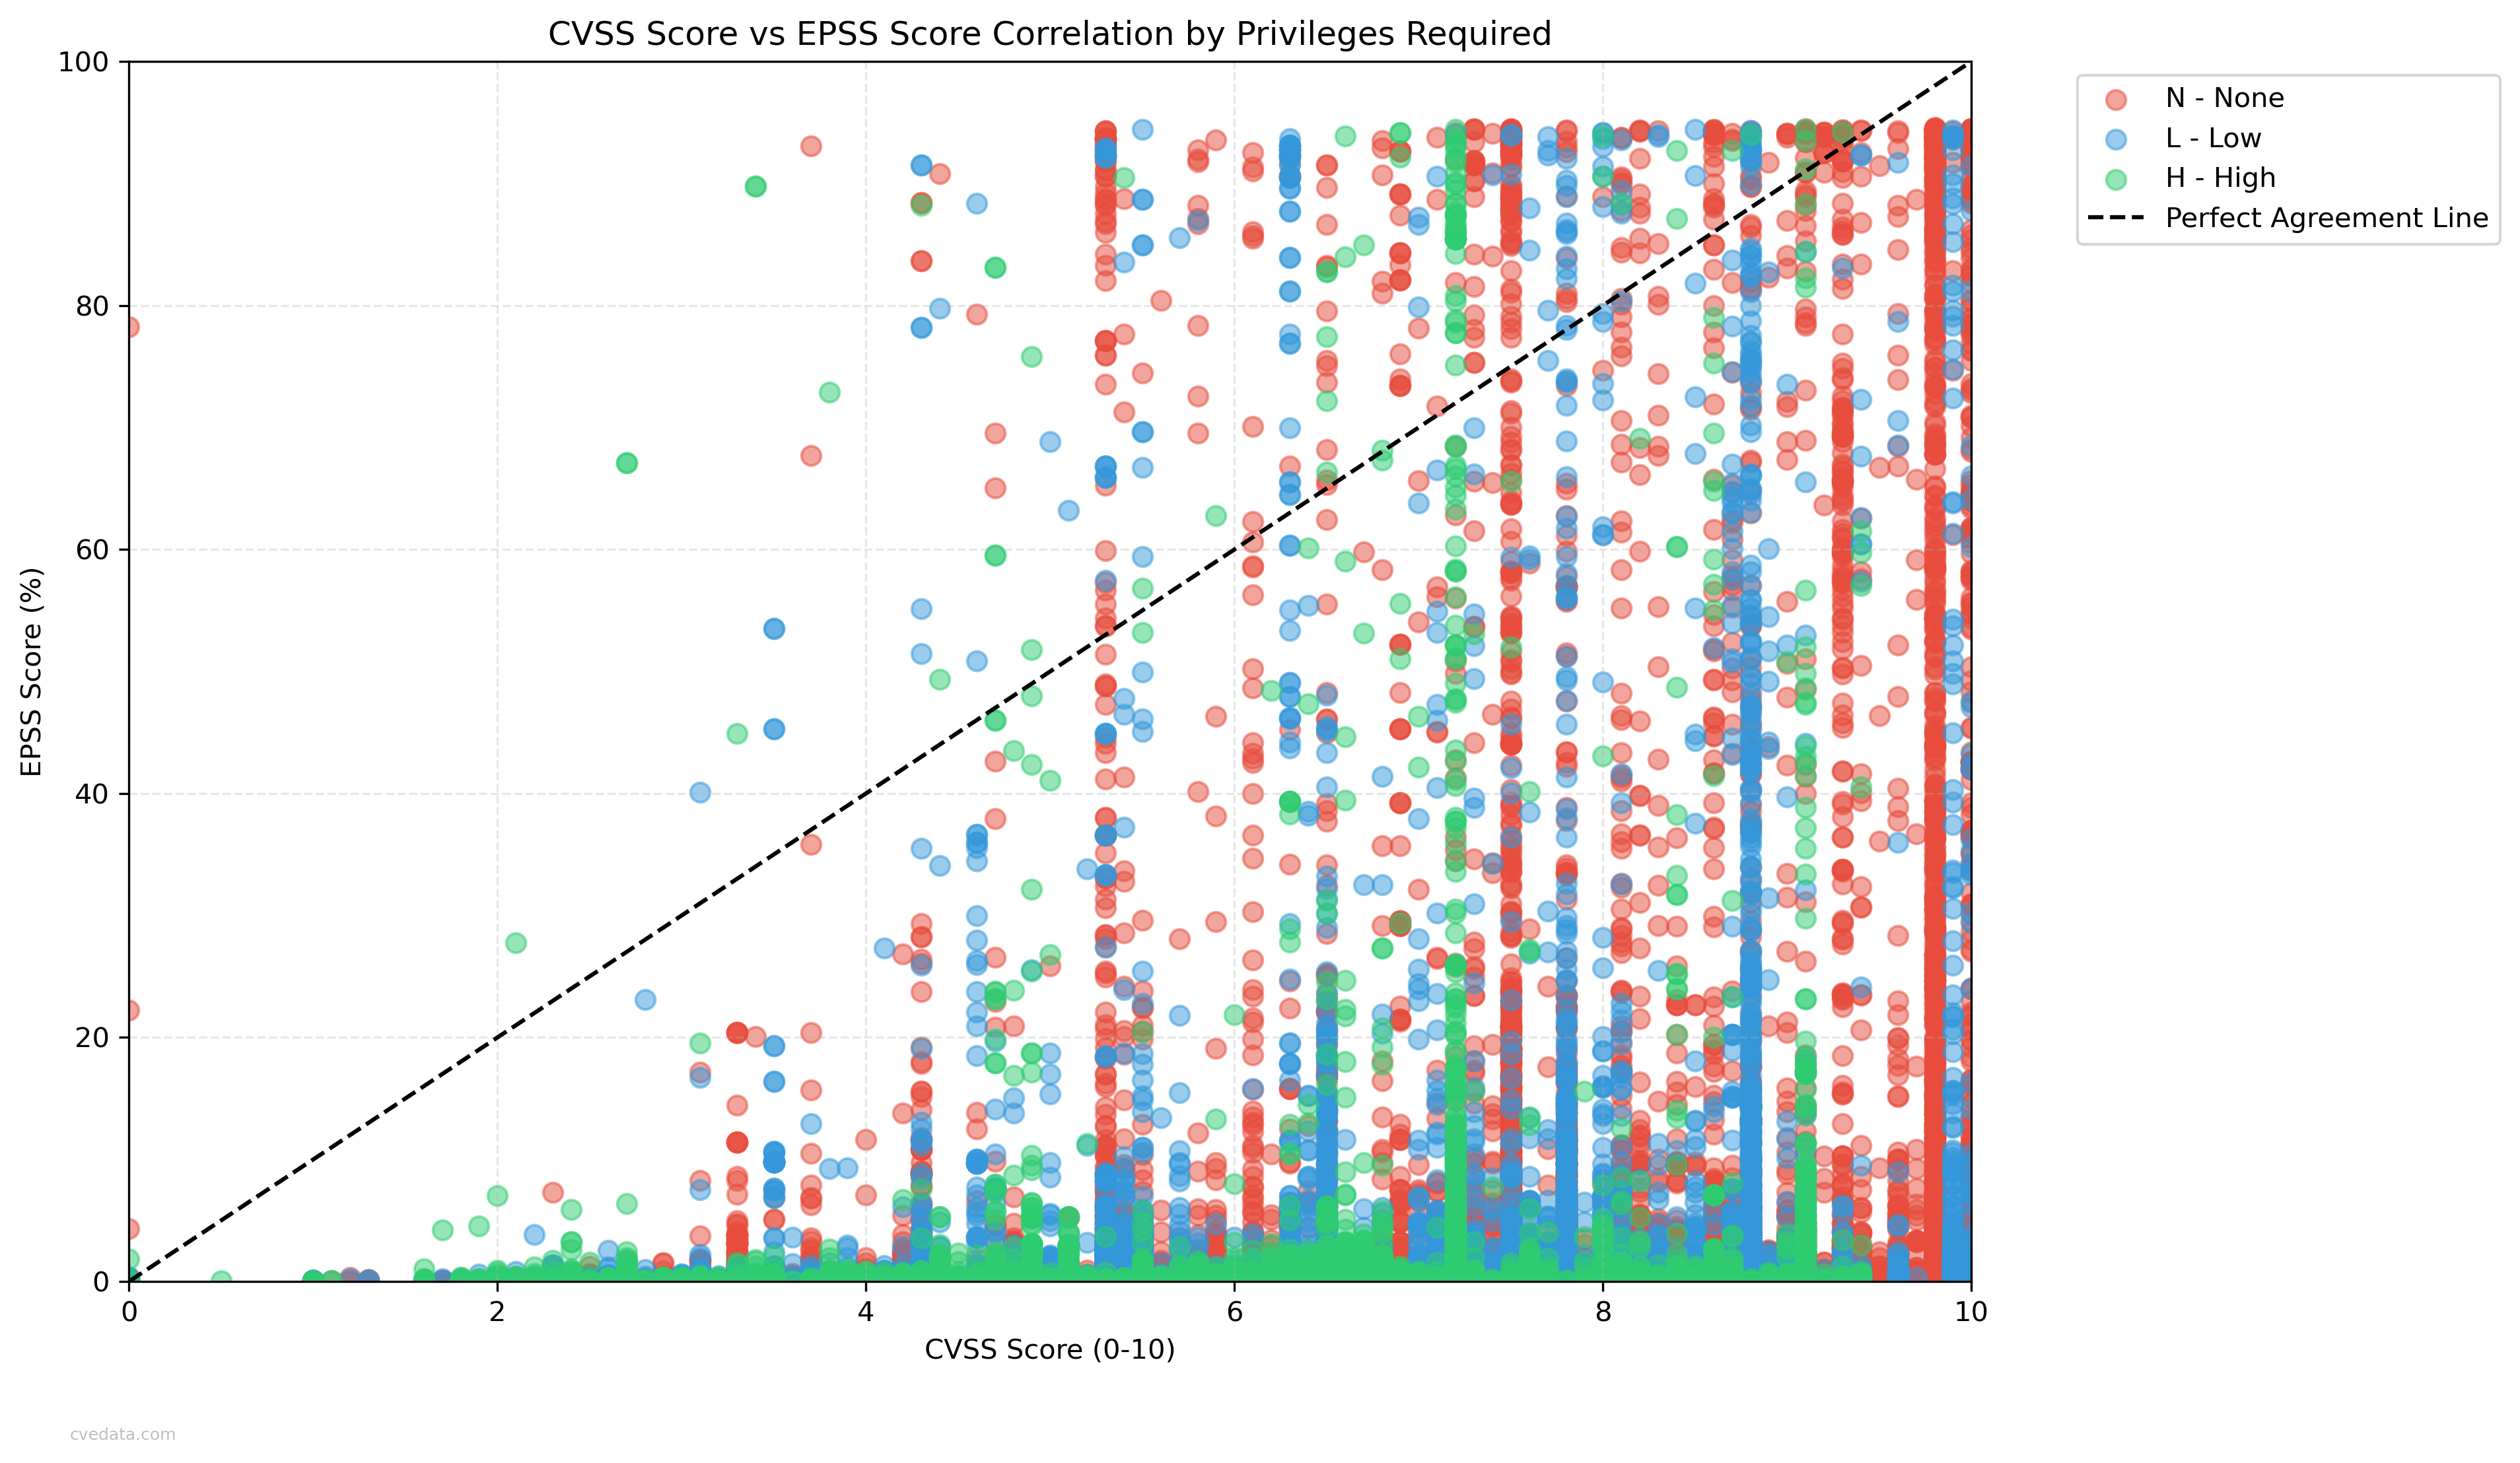 CVSS Score vs EPSS Score Correlation by Privileges Required
100
80
60
40
20
0
EPSS Score (%)
0 2 4 6 8 10
CVSS Score (0-10)
N - None
L - Low
H - High
Perfect Agreement Line
cvedata.com